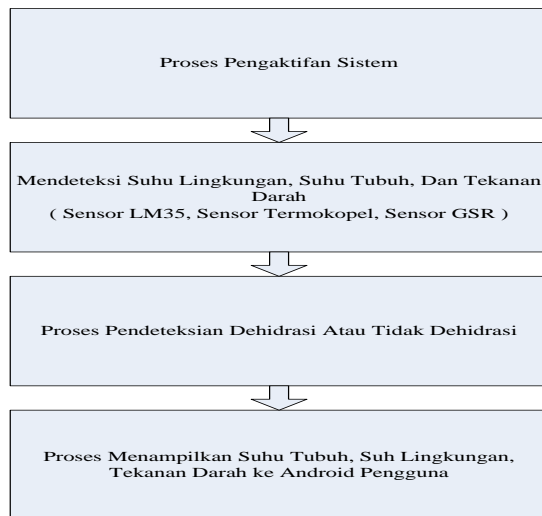 Proses Pengaktifan Sistem
Mendeteksi Suhu Lingkungan, Suhu Tubuh, Dan Tekanan
Darah
( Sensor LM35, Sensor Termokopel, Sensor GSR )
Proses Pendeteksian Dehidrasi Atau Tidak Dehidrasi
Proses Menampilkan Suhu Tubuh, Suh Lingkungan,
Tekanan Darah ke Android Pengguna